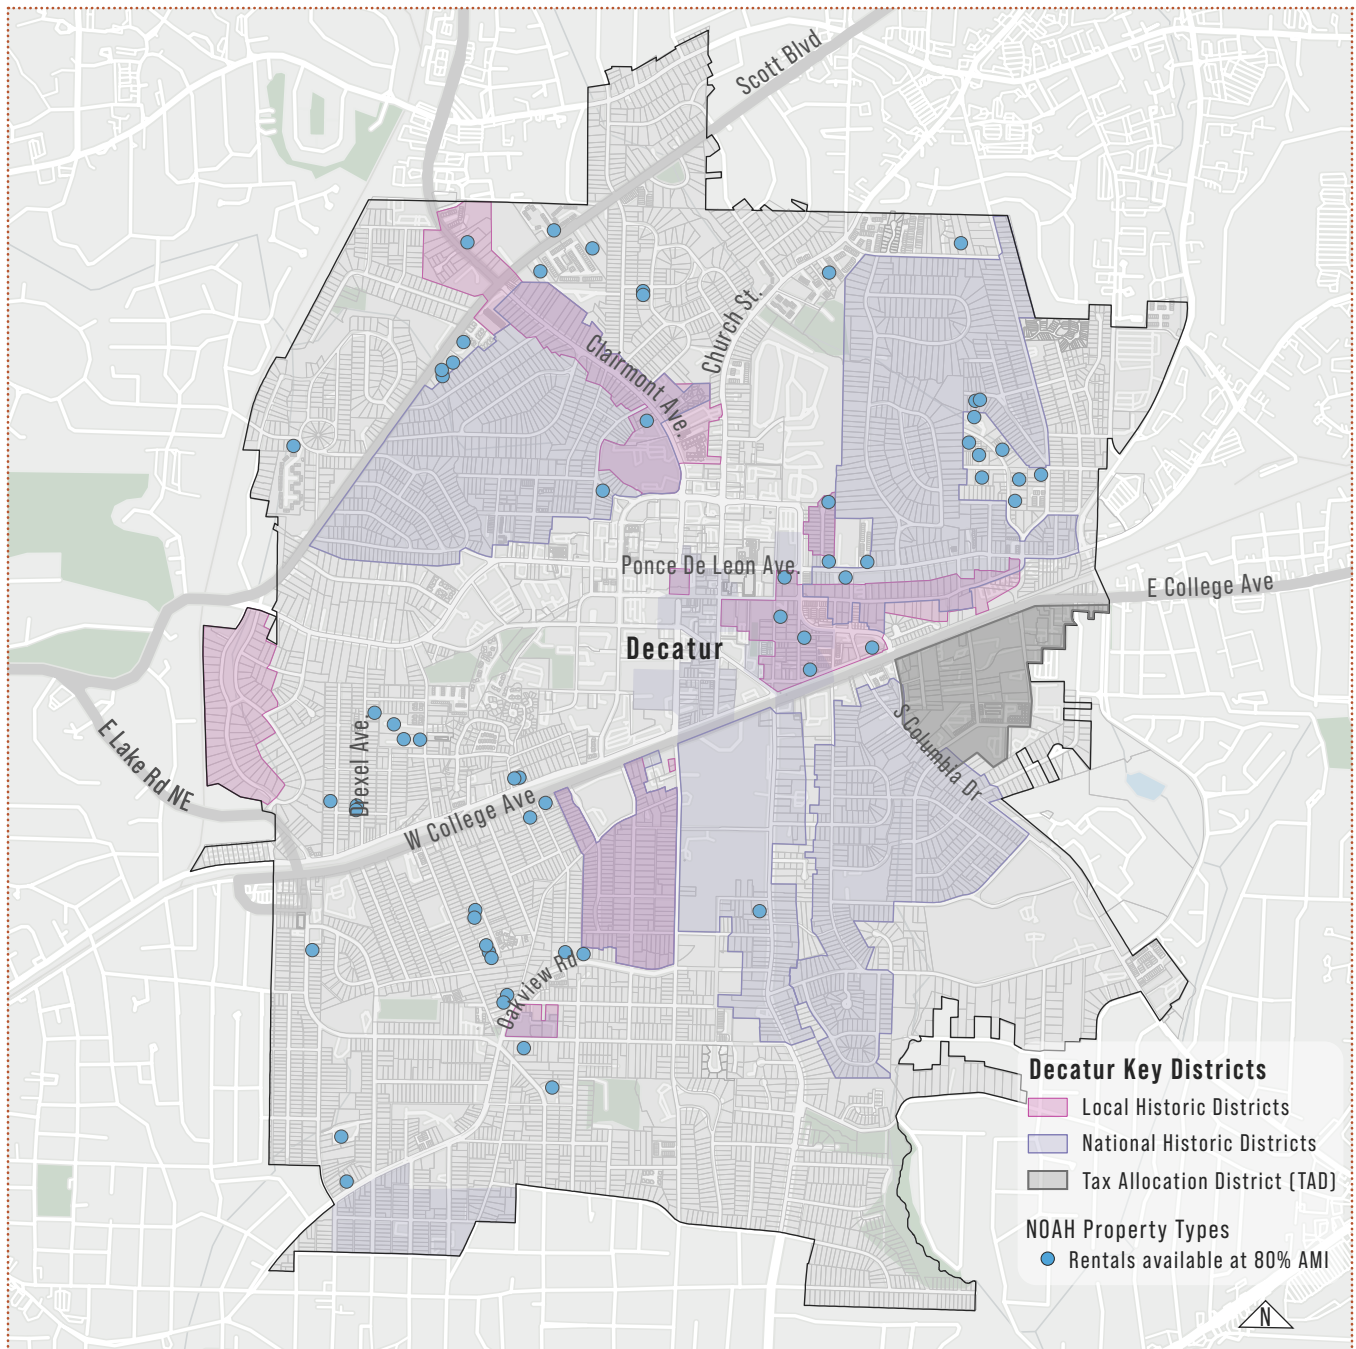 Scott Blvd
Church St.
Clairmont Ave.
Ponce De Leon Ave.
E College Ave
Decatur
S Columbia Dr
E Lake Rd NE
Drexel Ave.
W College Ave
Oakview Rd
Decatur Key Districts
Local Historic Districts
National Historic Districts
Tax Allocation District (TAD)
NOAH Property Types
Rentals available at 80% AMI
N